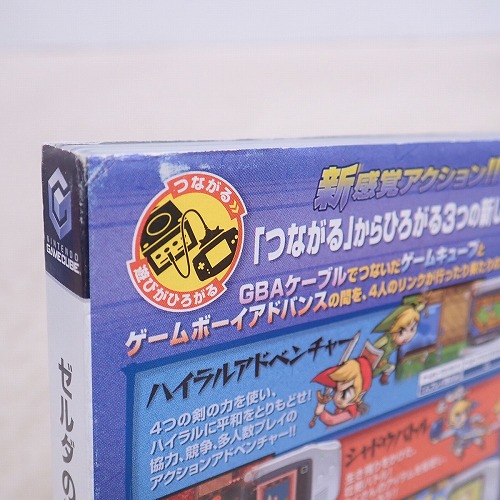 NINTENDO
GAMECUBE
ゼルダの
つながる
遊びがひろがる
新感覚アクション!!
「つながる」からひろがる3つの新
GBAケーブルでつないだゲームキューブと
ゲームボーイアドバンスの間を、4人のリンクが行ったり来たり
ハイラルアドベンチャー
4つの剣の力を使い、
ハイラルに平和をとりもどせ!
協力、競争、多人数プレイの
アクションアドベンチャー!!
シャドウバトル